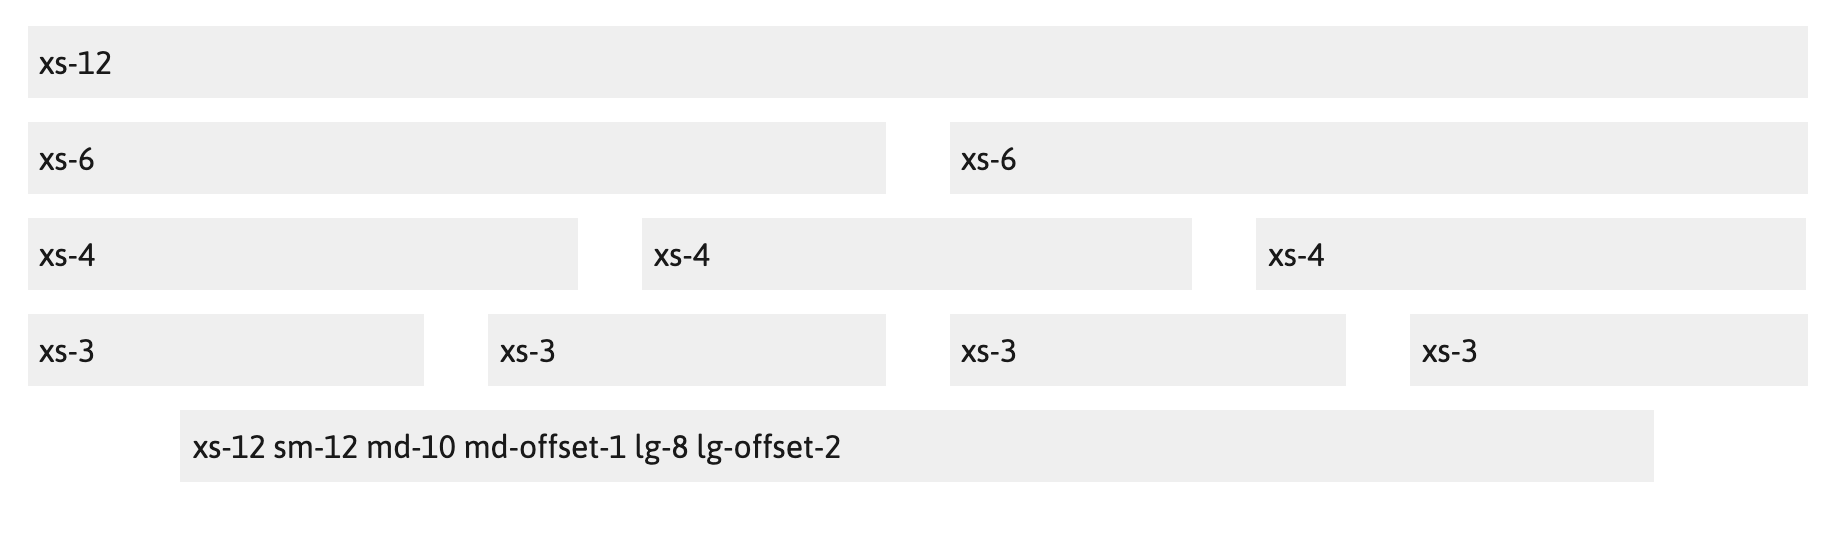 xs-12
xs-6 xs-6
xs-4 xs-4 xs-4
xs-3 xs-3 xs-3 xs-3
xs-12 sm-12 md-10 md-offset-1 lg-8 lg-offset-2